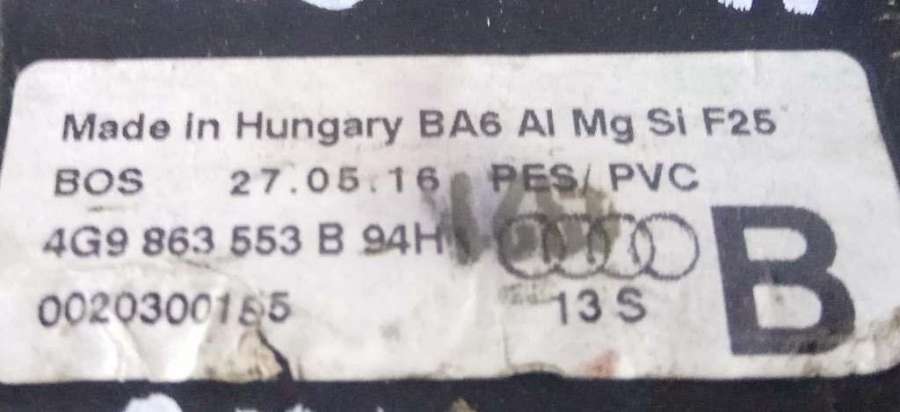 Made in Hungary BA6 Al Mg Si F25
BOS 27.05.16 PES/ PVC
4G9 863 553 B 94H
13 S
B